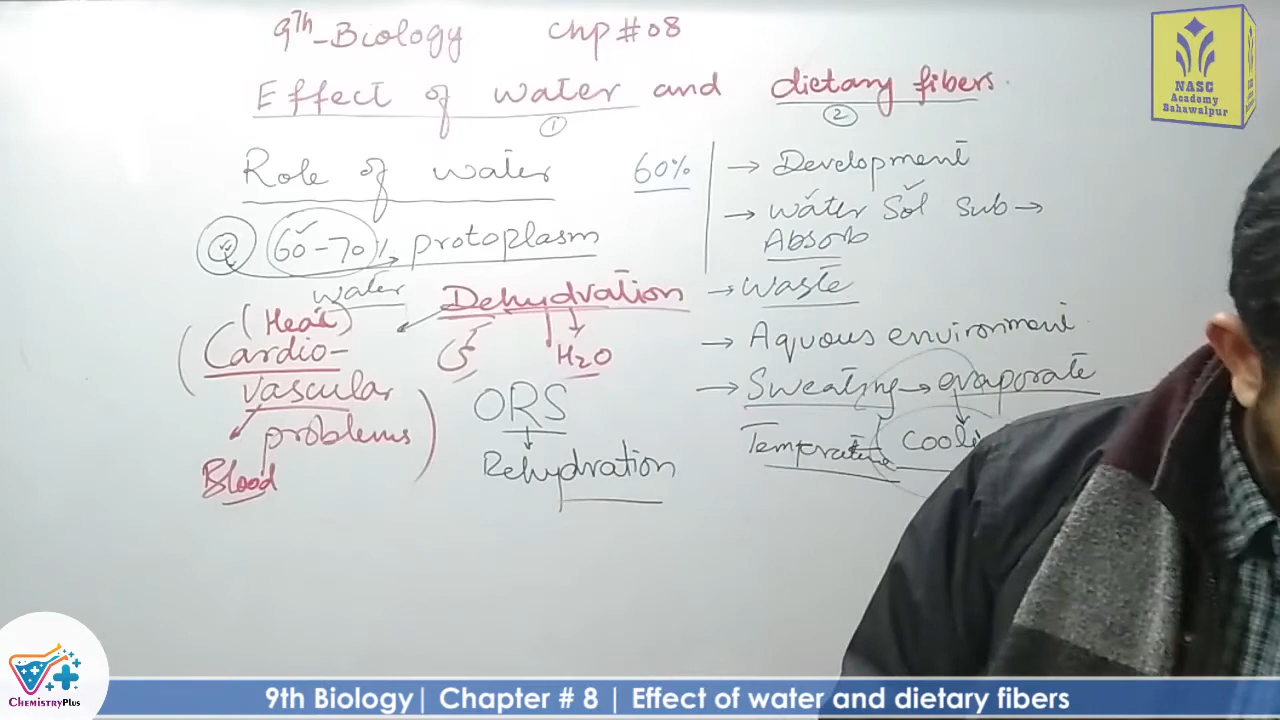 9th-Biology Chp # 08
Effect of water and dietary fibers.
1 2
Role of water 60%
60-70% protoplasm
water
Dehydration
H2O
(Heat)
Cardio-
vascular
problems
Blood
ORS
Rehydration
→ Development
→ Water Sol Sub →
Absorb
→ Waste
→ Aquous environment
→ Sweating → evaporate
Temprature
NASC
Academy
Bahawalpur
ChemistryPlus
9th Biology| Chapter # 8 | Effect of water and dietary fibers